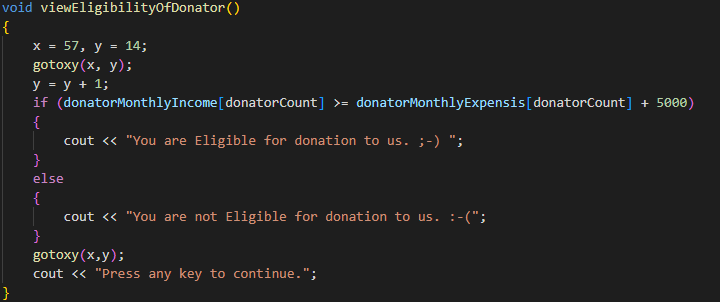 void viewEligibilityOfDonator()
{
    x = 57, y = 14;
    gotoxy(x, y);
    y = y + 1;
    if (donatorMonthlyIncome[donatorCount] >= donatorMonthlyExpensis[donatorCount] + 5000)
    {
        cout << "You are Eligible for donation to us. ;-) ";
    }
    else
    {
        cout << "You are not Eligible for donation to us. :-(";
    }
    gotoxy(x,y);
    cout << "Press any key to continue.";
}